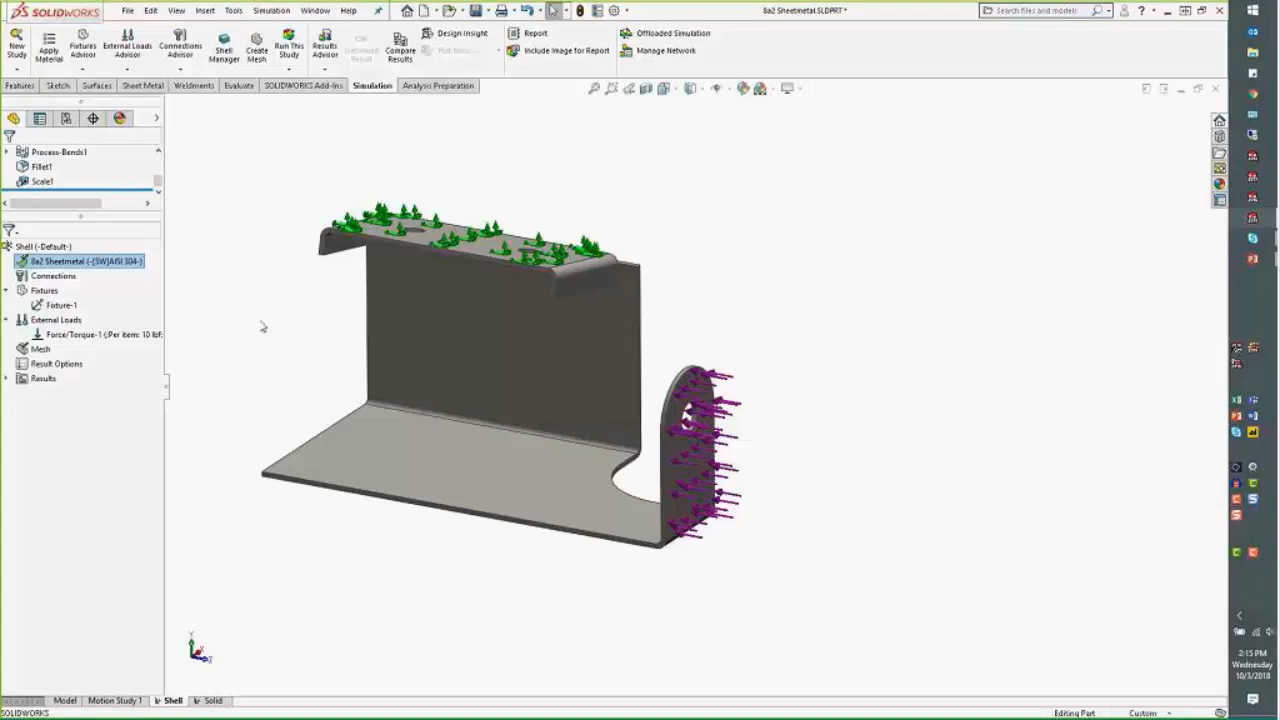 SOLIDWORKS
File Edit View Insert Tools Simulation Window Help
8a2 Sheetmetal.SLDPRT *
Search files and models
New Study
Apply Material
Fixtures Advisor
External Loads Advisor
Connections Advisor
Shell Manager
Create Mesh
Run This Study
Results Advisor
Deformed Result
Compare Results
Design Insight
Plot Tools
Report
Include Image for Report
Offloaded Simulation
Manage Network
Features Sketch Surfaces Sheet Metal Weldments Evaluate SOLIDWORKS Add-Ins Simulation Analysis Preparation
Process-Bends1
Fillet1
Scale1
Shell (-Default-)
8a2 Sheetmetal (-[SW]AISI 304-)
Connections
Fixtures
Fixture-1
External Loads
Force/Torque-1 (:Per item: 10 lbf:
Mesh
Result Options
Results
Y
X
Z
Model Motion Study 1 Shell Solid
SOLIDWORKS
Editing Part Custom
2:15 PM
Wednesday
10/3/2018